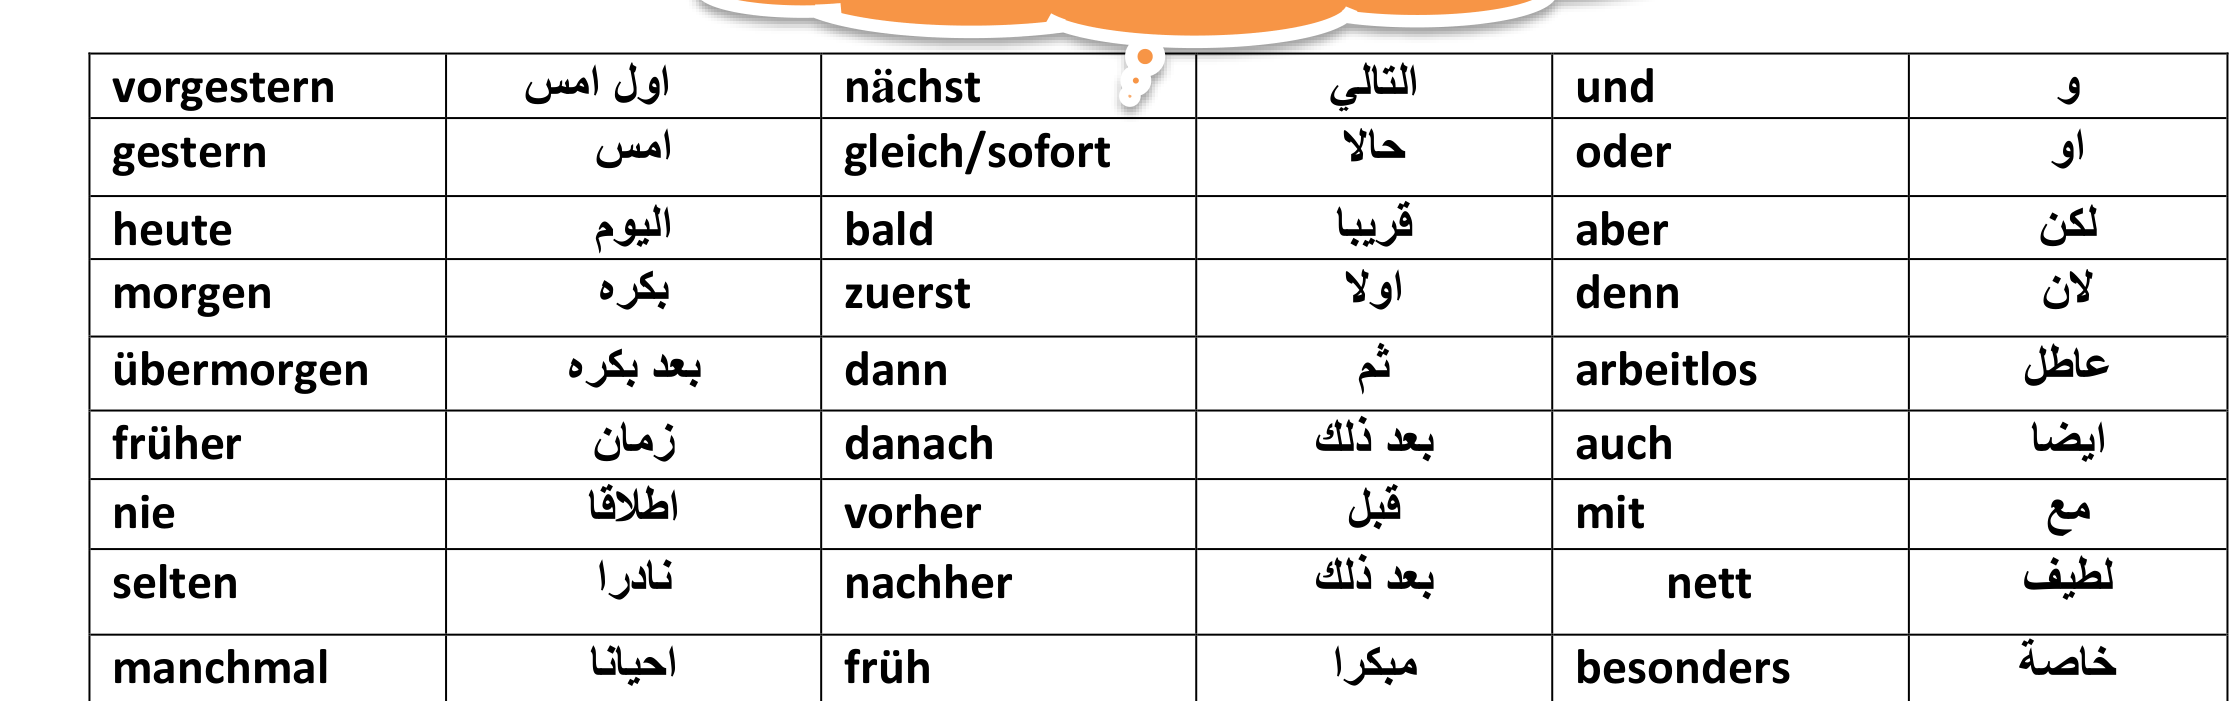 vorgestern اول امس nächst التالي und و
gestern امس gleich/sofort حالا oder او
heute اليوم bald قريبا aber لكن
morgen بكره zuerst اولا denn لان
übermorgen بعد بكره dann ثم arbeitlos عاطل
früher زمان danach بعد ذلك auch ايضا
nie اطلاقا vorher قبل mit مع
selten نادرا nachher بعد ذلك nett لطيف
manchmal احيانا früh مبكرا besonders خاصة